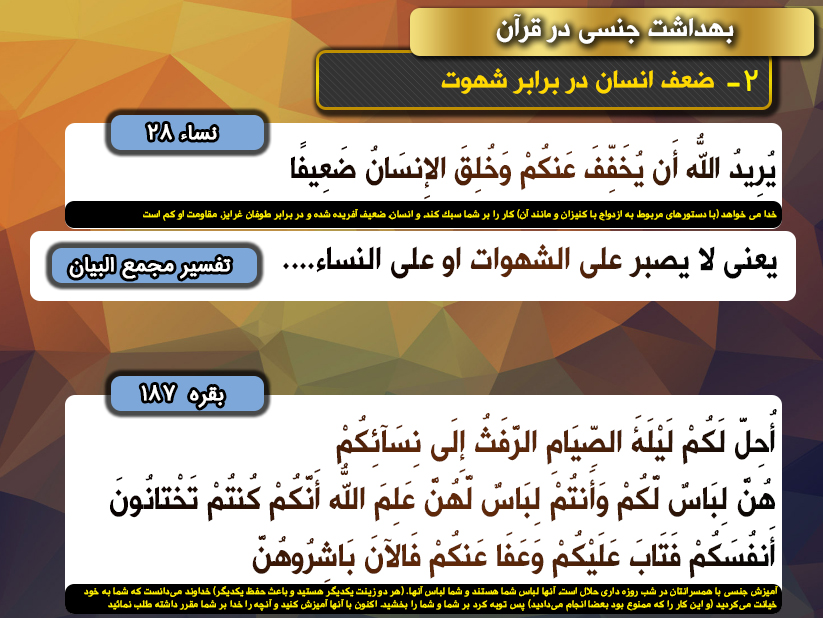 بهداشت جنسی در قرآن
۲- ضعف انسان در برابر شهوت
نساء ۲۸
يُرِيدُ اللّهُ أَن يُخَفِّفَ عَنكُمْ وَخُلِقَ الإِنسَانُ ضَعِيفًا
خدا می خواهد (با دستورهای مربوط به ازدواج با کنیزان و مانند آن) کار را بر شما سبک کند، و انسان، ضعیف آفریده شده و در برابر طوفان غرایز، مقاومت او کم است
یعنی لا یصبر علی الشهوات او علی النساء....
تفسیر مجمع البیان
بقره ۱۸۷
أُحِلَّ لَكُمْ لَيْلَةَ الصِّيَامِ الرَّفَثُ إِلَى نِسَآئِكُمْ
هُنَّ لِبَاسٌ لَّكُمْ وَأَنتُمْ لِبَاسٌ لَّهُنَّ عَلِمَ اللّهُ أَنَّكُمْ كُنتُمْ تَخْتانُونَ
أَنفُسَكُمْ فَتَابَ عَلَيْكُمْ وَعَفَا عَنكُمْ فَالآنَ بَاشِرُوهُنَّ
آمیزش جنسی با همسرانتان در شب روزه داری حلال است. آنها لباس شما هستند و شما لباس آنها. (هر دو زینت یکدیگر هستید و باعث حفظ یکدیگر) خداوند می‌دانست که شما به خود
خیانت می‌کردید (و این کار را که ممنوع بود بعضا انجام می‌دادید) پس توبه کرد بر شما و شما را بخشید. اکنون با آنها آمیزش کنید و آنچه را خدا بر شما مقرر داشته طلب نمائید